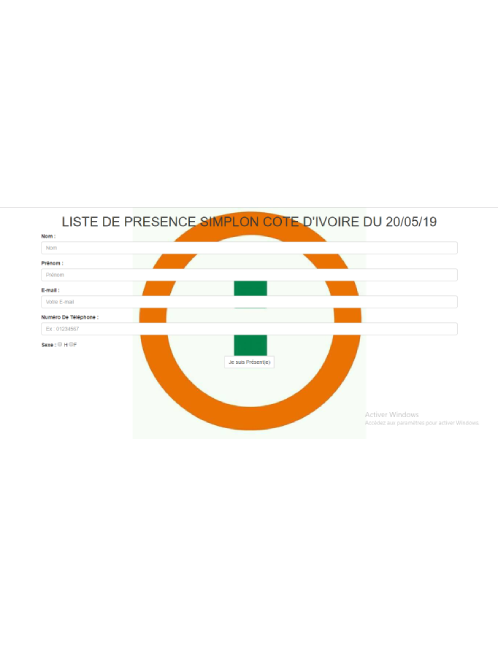 LISTE DE PRESENCE SIMPLON COTE D'IVOIRE DU 20/05/19
Nom :
Nom
Prénom :
Prénom
E-mail :
Votre E-mail
Numéro De Téléphone :
Ex : 01234567
Sexe : H F
Je suis Présent(e)
Activer Windows
Accédez aux paramètres pour activer Windows.